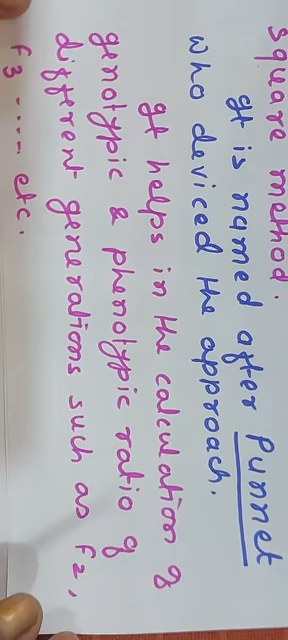 square method.
It is named after Punnet
who deviced the approach.
It helps in the calculation of
genotypic & phenotypic ratio of
different generations such as F2,
F3 ..... etc.